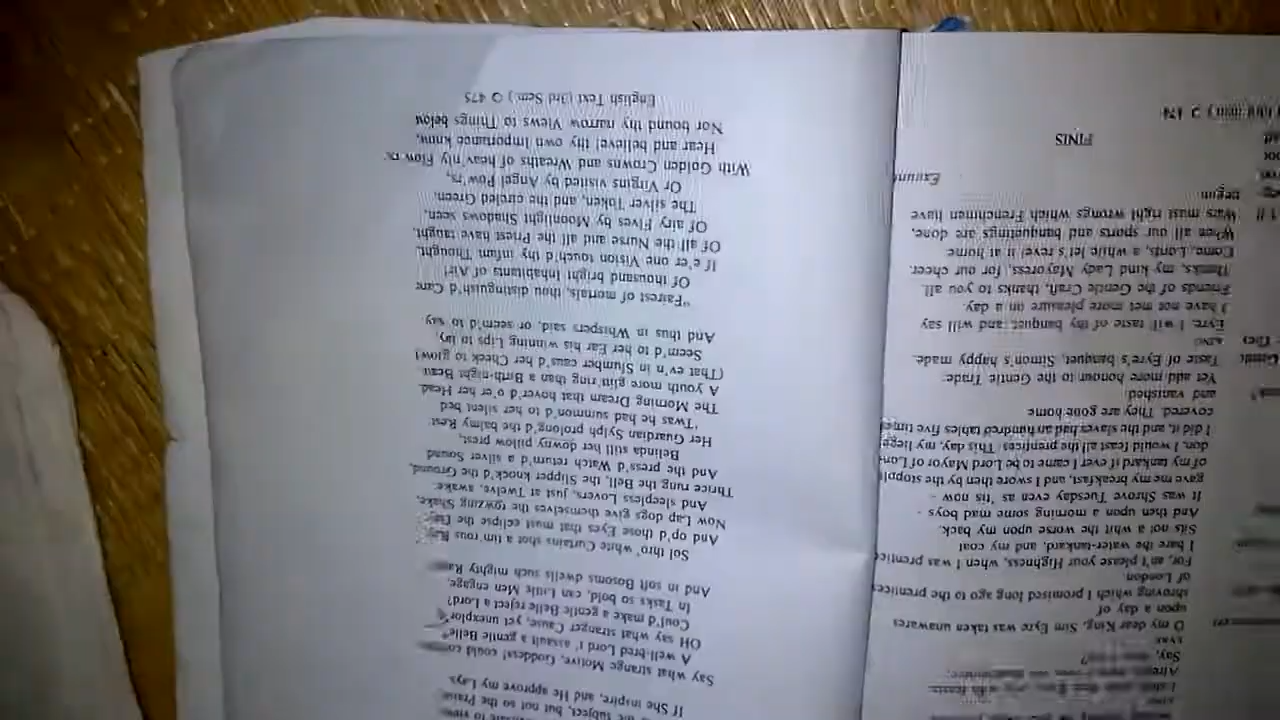 Say,
O my dear King, Sim Eyre was taken unawares
upon a day of
shroving which I promised long ago to the prentices
of London.
For, an't please your Highness, when I was prentice
I bare the water-tankard, and my coat
Sits not a whit the worse upon my back.
And then upon a morning some mad boys -
It was Shrove Tuesday even as 'tis now -
gave me my breakfast, and I swore then by the stopple
of my tankard if ever I came to be Lord Mayor of Lon-
don, I would feast all the prentices. This day, my liege
I did it, and the slaves had an hundred tables five times
covered. They are gone home
and vanished
Yet add more honour to the Gentle Trade.
Taste of Eyre's banquet, Simon's happy made.
KING
Eyre, I will taste of thy banquet and will say
I have not met more pleasure on a day.
Friends of the Gentle Craft, thanks to you all
Thanks, my kind Lady Mayoress, for our cheer.
Come, Lords, a while let's revel it at home
When all our sports and banquetings are done,
Wars must right wrongs which Frenchmen have
begun
Exeunt
FINIS
subject, but not so the Praise
If She inspire, and He approve my Lays
Say what strange Motive, Goddess! could
A well-bred Lord t' assault a gentle Belle?
OH say what stranger Cause, yet unexplor'd
Cou'd make a gentle Belle reject a Lord?
In Tasks so bold, can Little Men engage,
And in soft Bosoms dwells such mighty Rage
Sol thro' white Curtains shot a tim'rous Ray
And op'd those Eyes that must eclipse the Day
Now Lap dogs give themselves the rowzing Shake,
And sleepless Lovers, just at Twelve, awake:
Thrice rung the Bell, the Slipper knock'd the Ground,
And the press'd Watch return'd a silver Sound
Belinda still her downy pillow prest,
Her Guardian Sylph prolong'd the balmy Rest
'Twas he had summon'd to her silent bed
The Morning Dream that hover'd o'er her Head.
A youth more glitt'ring than a Birth-night Beau
(That ev'n in Slumber caus'd her Cheek to glow)
Seem'd to her Ear his winning Lips to lay
And thus in Whispers said, or seem'd to say
"Fairest of mortals, thou distinguish'd Care
Of thousand bright Inhabitants of Air!
If e'er one Vision touch'd thy infant Thought,
Of all the Nurse and all the Priest have taught,
Of airy Elves by Moonlight Shadows seen,
The silver Token, and the circled Green,
Or Virgins visited by Angel Pow'rs,
With Golden Crowns and Wreaths of heav'nly Flow'rs
Hear and believe! thy own Importance know,
Nor bound thy narrow Views to Things below
English Text (3rd Sem.) 475